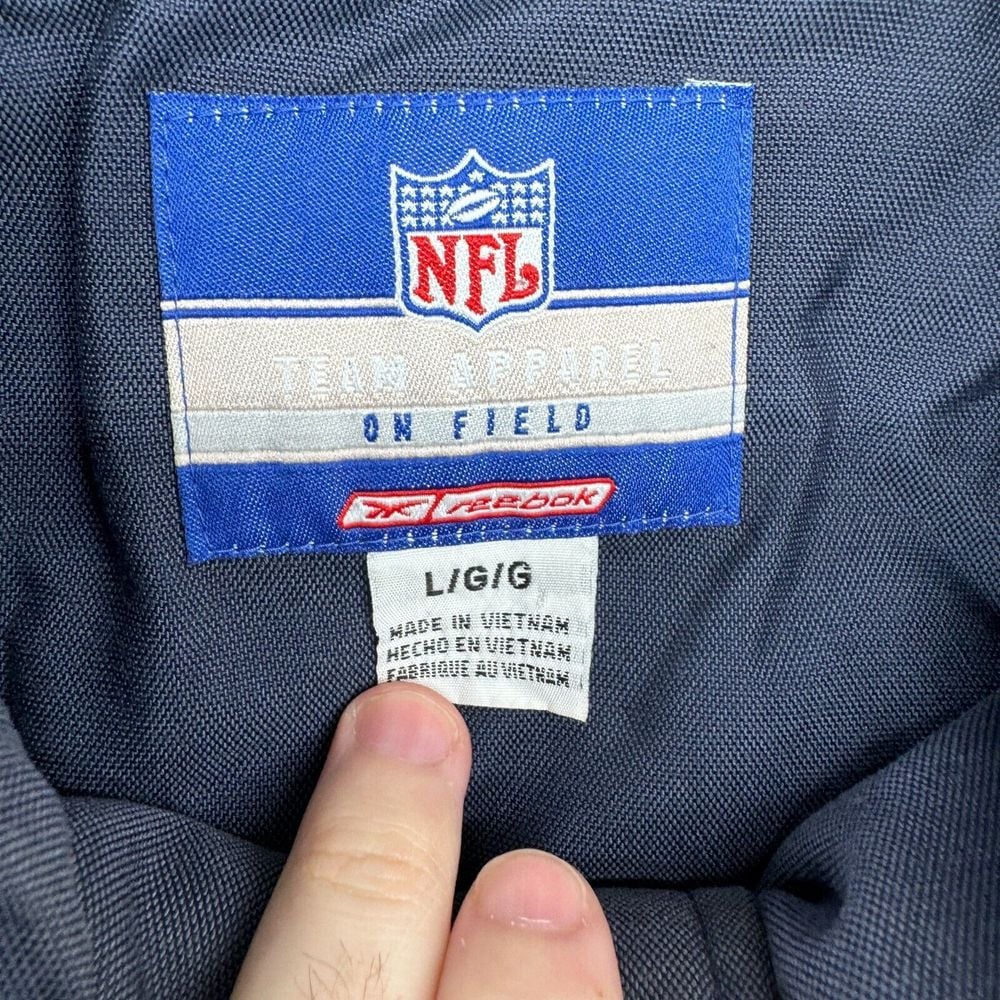 NFL
TEAM APPAREL
ON FIELD
Reebok
L/G/G
MADE IN VIETNAM
HECHO EN VIETNAM
FABRIQUE AU VIETNAM